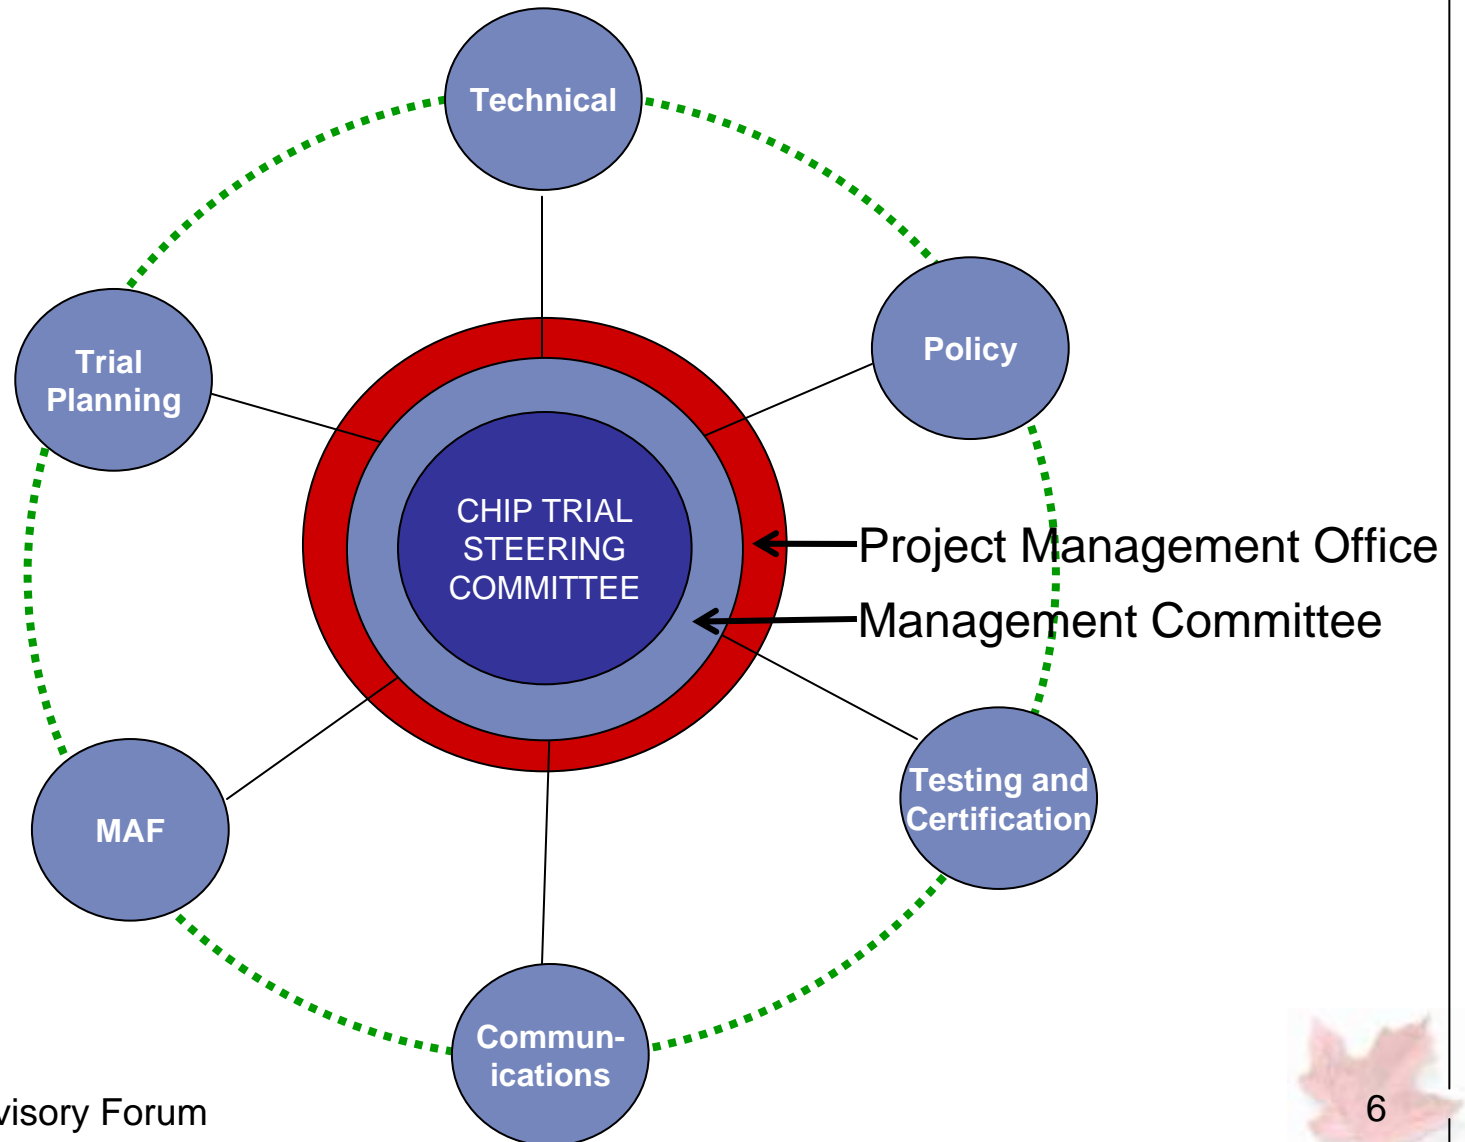 Technical
Policy
Trial
Planning
CHIP TRIAL
STEERING
COMMITTEE
Project Management Office
Management Committee
Testing and
Certification
MAF
Commun-
ications
Forum
6